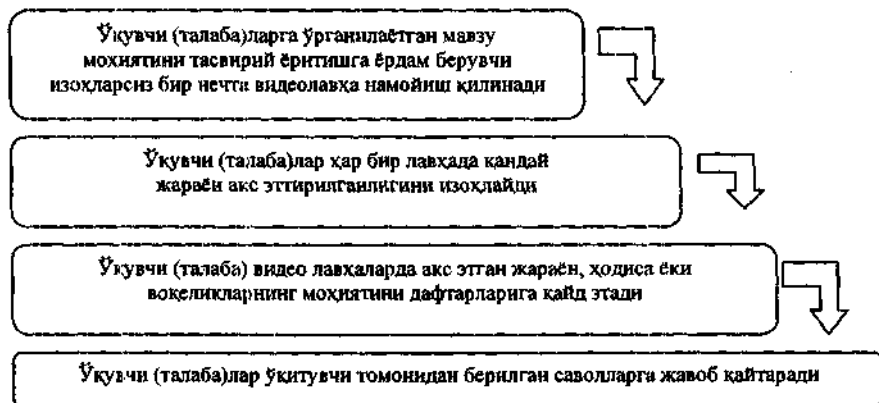 Ўқувчи (талаба)ларга ўрганилаётган мавзу
моҳиятини тасвирий ёритишга ёрдам берувчи
изоҳларсиз бир нечта видеолавҳа намойиш қилинади
Ўқувчи (талаба)лар ҳар бир лавҳада қандай
жараён акс эттирилганлигини изоҳлайди
Ўқувчи (талаба) видео лавҳаларда акс этган жараён, ҳодиса ёки
воқеликларнинг моҳиятини дафтарларига қайд этади
Ўқувчи (талаба)лар ўқитувчи томонидан берилган саволларга жавоб қайтаради